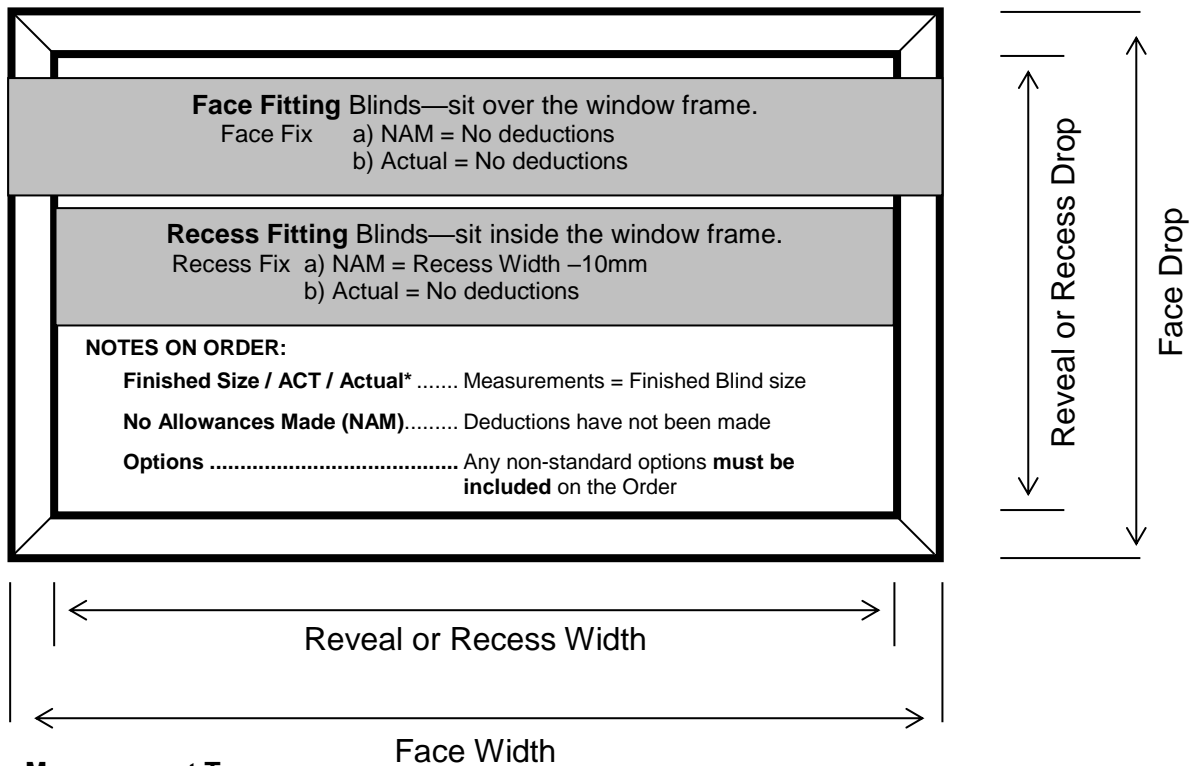 Face Fitting Blinds—sit over the window frame.
Face Fix a) NAM = No deductions
b) Actual = No deductions
Recess Fitting Blinds—sit inside the window frame.
Recess Fix a) NAM = Recess Width –10mm
b) Actual = No deductions
NOTES ON ORDER:
Finished Size / ACT / Actual* ....... Measurements = Finished Blind size
No Allowances Made (NAM)......... Deductions have not been made
Options ........................................ Any non-standard options must be
included on the Order
Reveal or Recess Drop
Face Drop
Reveal or Recess Width
Face Width